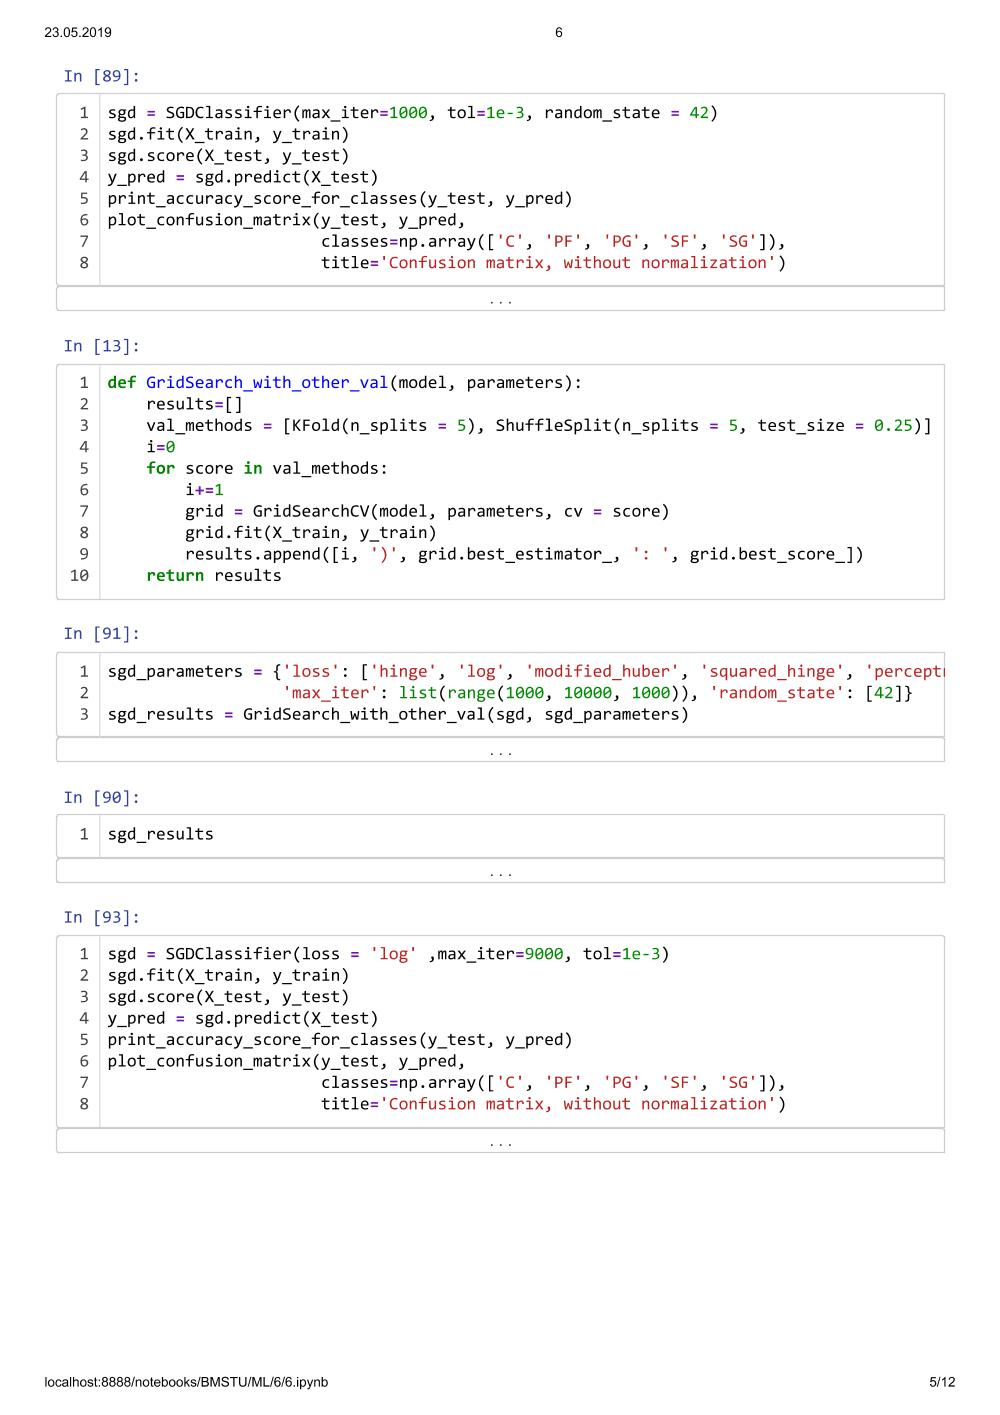 23.05.2019 6
In [89]:
1 sgd = SGDClassifier(max_iter=1000, tol=1e-3, random_state = 42)
2 sgd.fit(X_train, y_train)
3 sgd.score(X_test, y_test)
4 y_pred = sgd.predict(X_test)
5 print_accuracy_score_for_classes(y_test, y_pred)
6 plot_confusion_matrix(y_test, y_pred,
7                       classes=np.array(['C', 'PF', 'PG', 'SF', 'SG']),
8                       title='Confusion matrix, without normalization')
...
In [13]:
1 def GridSearch_with_other_val(model, parameters):
2     results=[]
3     val_methods = [KFold(n_splits = 5), ShuffleSplit(n_splits = 5, test_size = 0.25)]
4     i=0
5     for score in val_methods:
6         i+=1
7         grid = GridSearchCV(model, parameters, cv = score)
8         grid.fit(X_train, y_train)
9         results.append([i, ')', grid.best_estimator_, ': ', grid.best_score_])
10     return results
In [91]:
1 sgd_parameters = {'loss': ['hinge', 'log', 'modified_huber', 'squared_hinge', 'perceptr
2                   'max_iter': list(range(1000, 10000, 1000)), 'random_state': [42]}
3 sgd_results = GridSearch_with_other_val(sgd, sgd_parameters)
...
In [90]:
1 sgd_results
...
In [93]:
1 sgd = SGDClassifier(loss = 'log' ,max_iter=9000, tol=1e-3)
2 sgd.fit(X_train, y_train)
3 sgd.score(X_test, y_test)
4 y_pred = sgd.predict(X_test)
5 print_accuracy_score_for_classes(y_test, y_pred)
6 plot_confusion_matrix(y_test, y_pred,
7                       classes=np.array(['C', 'PF', 'PG', 'SF', 'SG']),
8                       title='Confusion matrix, without normalization')
...
localhost:8888/notebooks/BMSTU/ML/6/6.ipynb 5/12